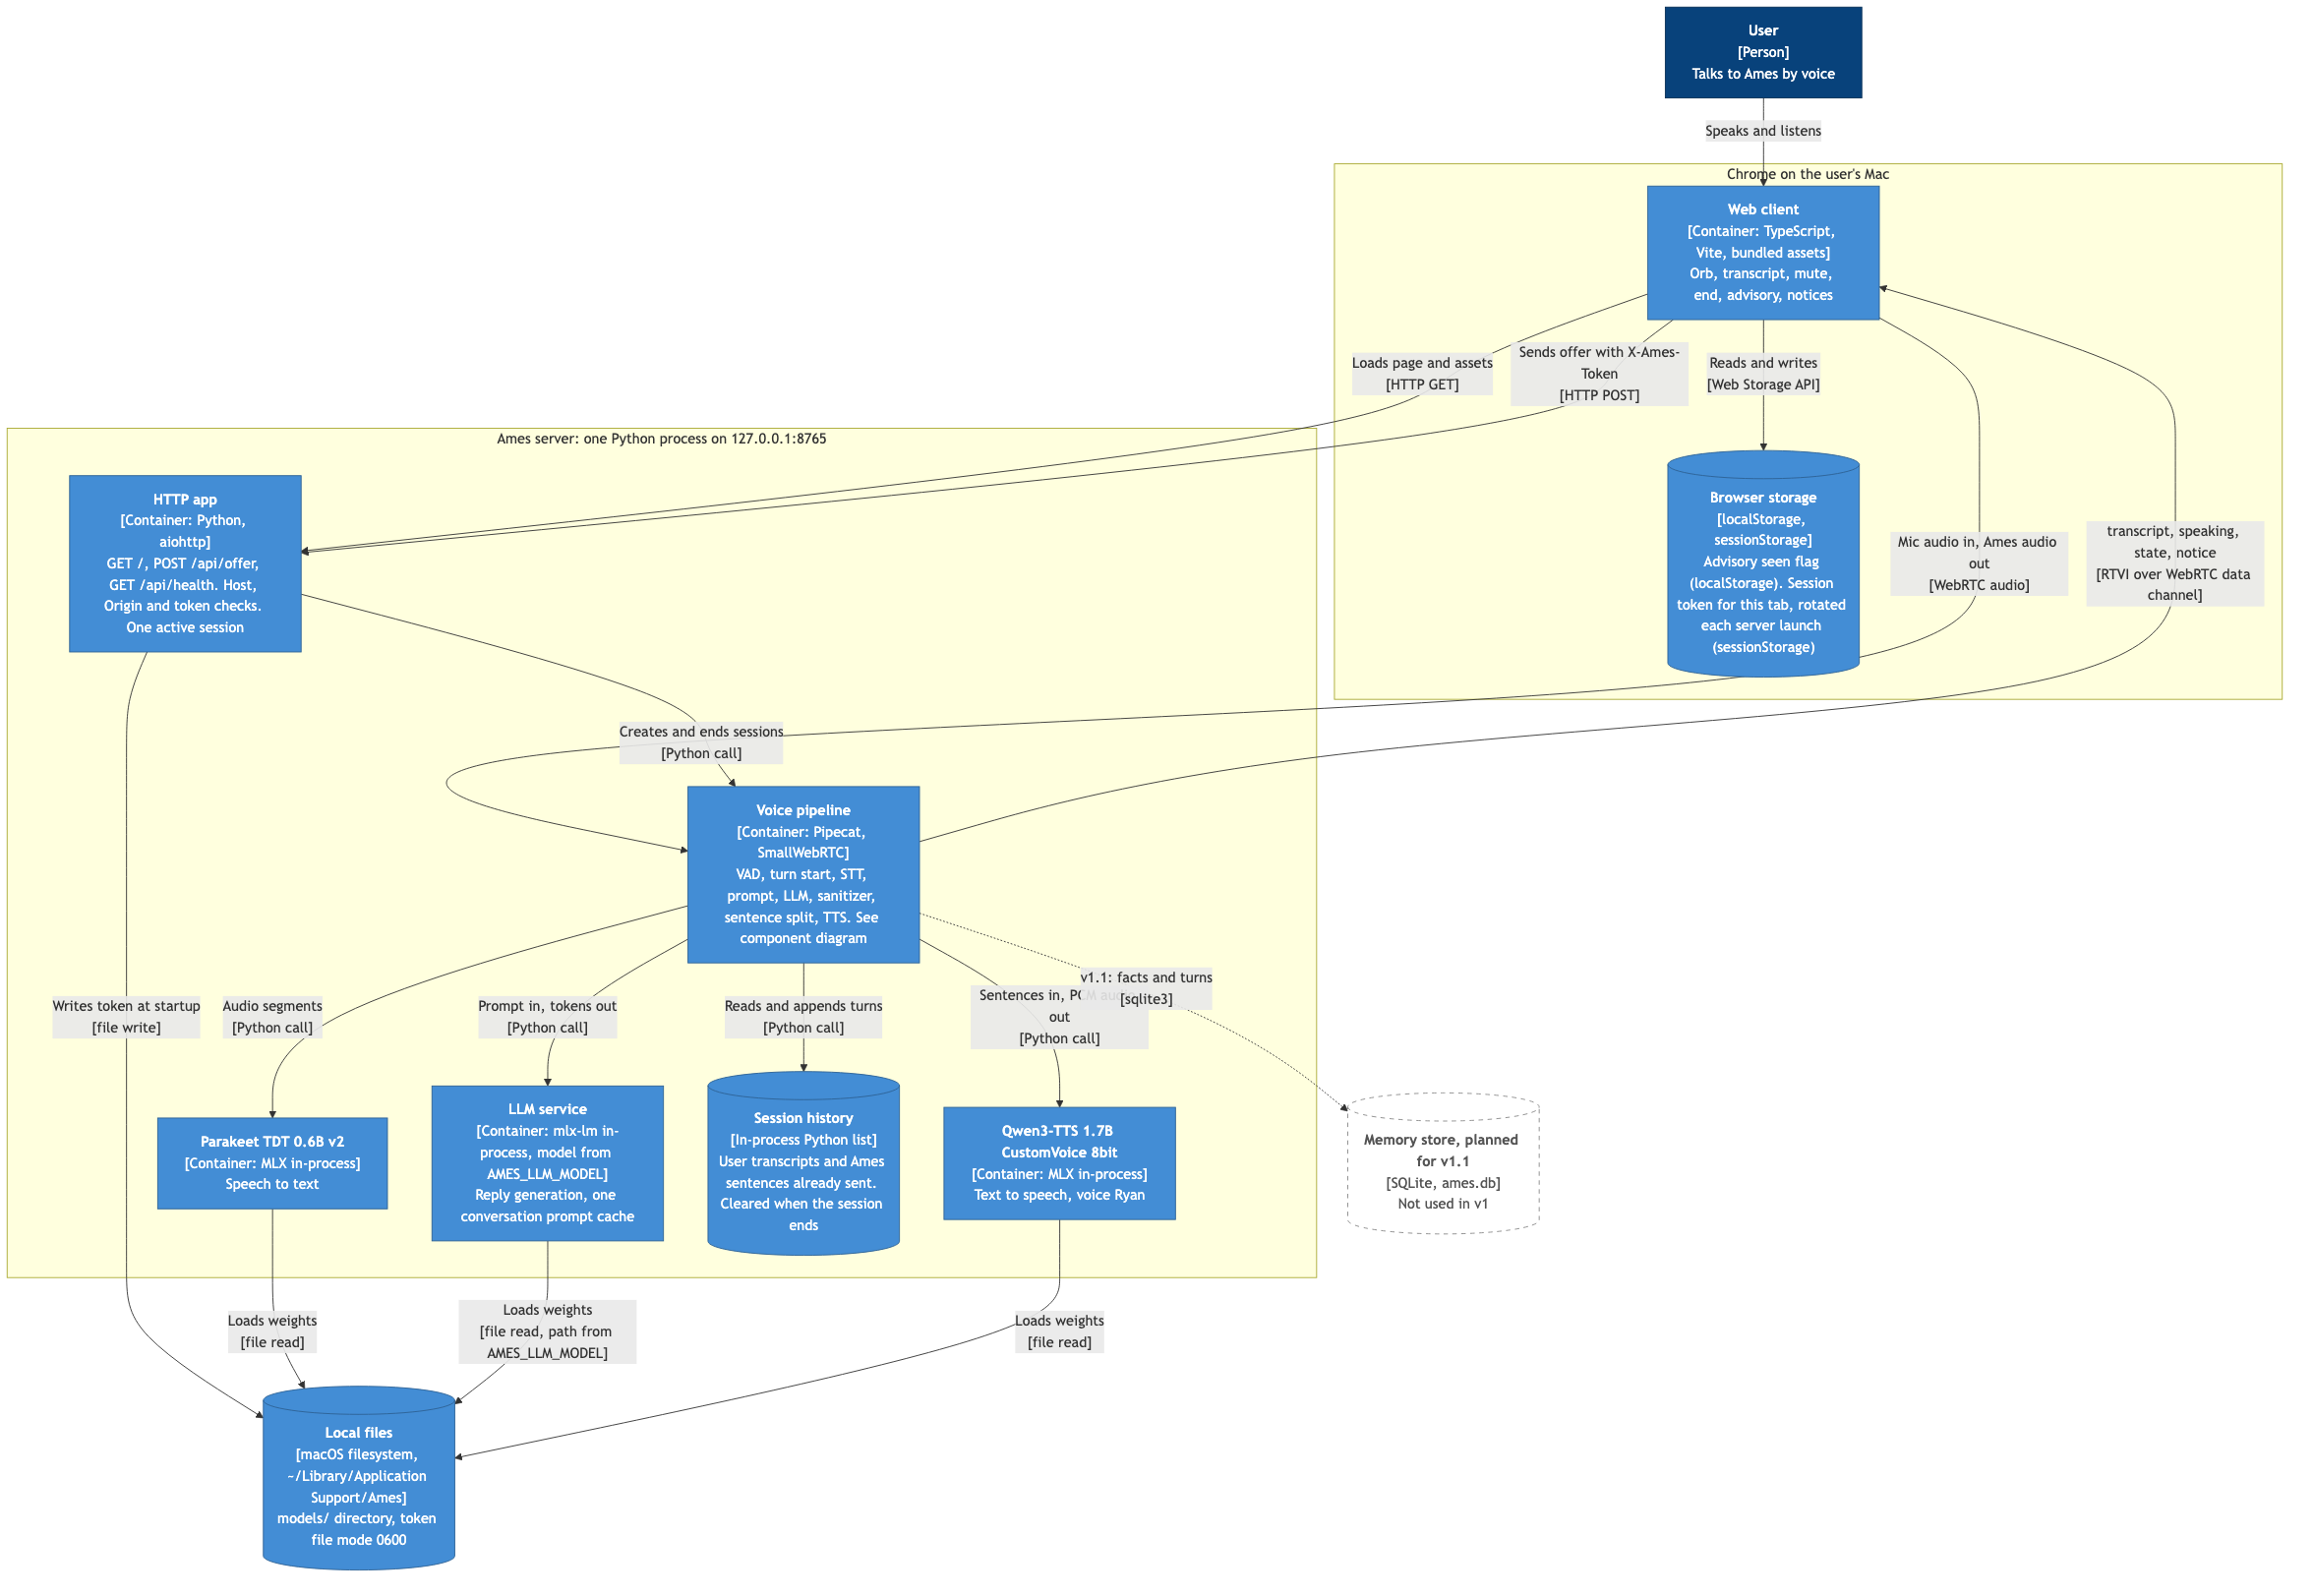 User
[Person]
Talks to Ames by voice
Speaks and listens
Chrome on the user's Mac
Web client
[Container: TypeScript,
Vite, bundled assets]
Orb, transcript, mute,
end, advisory, notices
Loads page and assets
[HTTP GET]
Sends offer with X-Ames-
Token
[HTTP POST]
Reads and writes
[Web Storage API]
Ames server: one Python process on 127.0.0.1:8765
HTTP app
[Container: Python,
aiohttp]
GET /, POST /api/offer,
GET /api/health. Host,
Origin and token checks.
One active session
Browser storage
[localStorage,
sessionStorage]
Advisory seen flag
(localStorage). Session
token for this tab, rotated
each server launch
(sessionStorage)
Mic audio in, Ames audio
out
[WebRTC audio]
transcript, speaking,
state, notice
[RTVI over WebRTC data
channel]
Creates and ends sessions
[Python call]
Voice pipeline
[Container: Pipecat,
SmallWebRTC]
VAD, turn start, STT,
prompt, LLM, sanitizer,
sentence split, TTS. See
component diagram
Writes token at startup
[file write]
Audio segments
[Python call]
Prompt in, tokens out
[Python call]
Reads and appends turns
[Python call]
Sentences in, PCM audio
out
[Python call]
v1.1: facts and turns
[sqlite3]
Parakeet TDT 0.6B v2
[Container: MLX in-process]
Speech to text
LLM service
[Container: mlx-lm in-
process, model from
AMES_LLM_MODEL]
Reply generation, one
conversation prompt cache
Session history
[In-process Python list]
User transcripts and Ames
sentences already sent.
Cleared when the session
ends
Qwen3-TTS 1.7B
CustomVoice 8bit
[Container: MLX in-process]
Text to speech, voice Ryan
Memory store, planned
for v1.1
[SQLite, ames.db]
Not used in v1
Loads weights
[file read]
Loads weights
[file read, path from
AMES_LLM_MODEL]
Loads weights
[file read]
Local files
[macOS filesystem,
~/Library/Application
Support/Ames]
models/ directory, token
file mode 0600